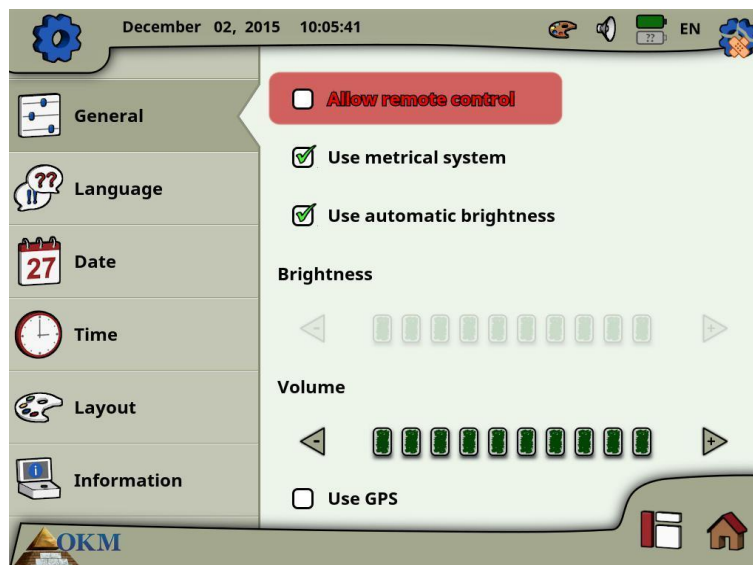 December 02, 2015 10:05:41
??
EN
General
Language
Date
Time
Layout
Information
Allow remote control
Use metrical system
Use automatic brightness
Brightness
-
+
Volume
-
+
Use GPS
??
!!
27
i
OKM